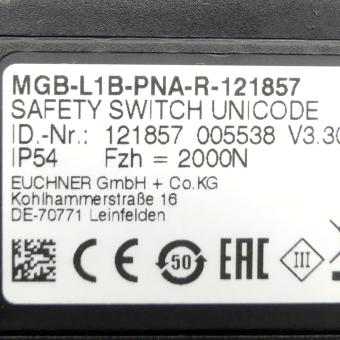 MGB-L1B-PNA-R-121857
SAFETY SWITCH UNICODE
ID.-Nr.: 121857 005538 V3.30
IP54 Fzh = 2000N
EUCHNER GmbH + Co.KG
Kohlhammerstraße 16
DE-70771 Leinfelden
CE 50 EAC III